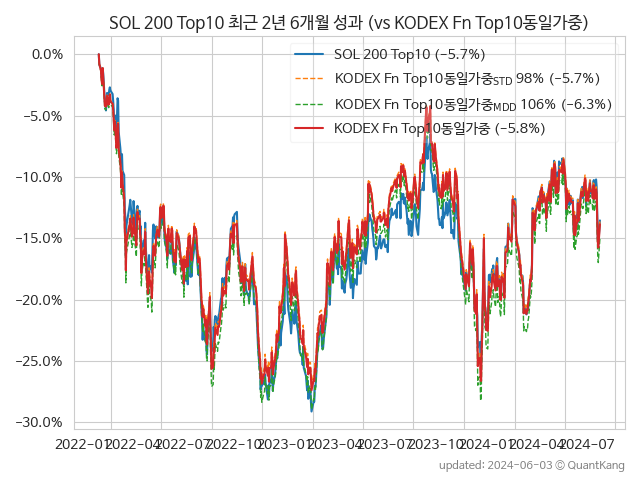 SOL 200 Top10 최근 2년 6개월 성과 (vs KODEX Fn Top10동일가중)
0.0%
−5.0%
−10.0%
−15.0%
−20.0%
−25.0%
−30.0%
SOL 200 Top10 (−5.7%)
KODEX Fn Top10동일가중STD 98% (−5.7%)
KODEX Fn Top10동일가중MDD 106% (−6.3%)
KODEX Fn Top10동일가중 (−5.8%)
2022-01 2022-04 2022-07 2022-10 2023-01 2023-04 2023-07 2023-10 2024-01 2024-04 2024-07
updated: 2024-06-03 © QuantKang